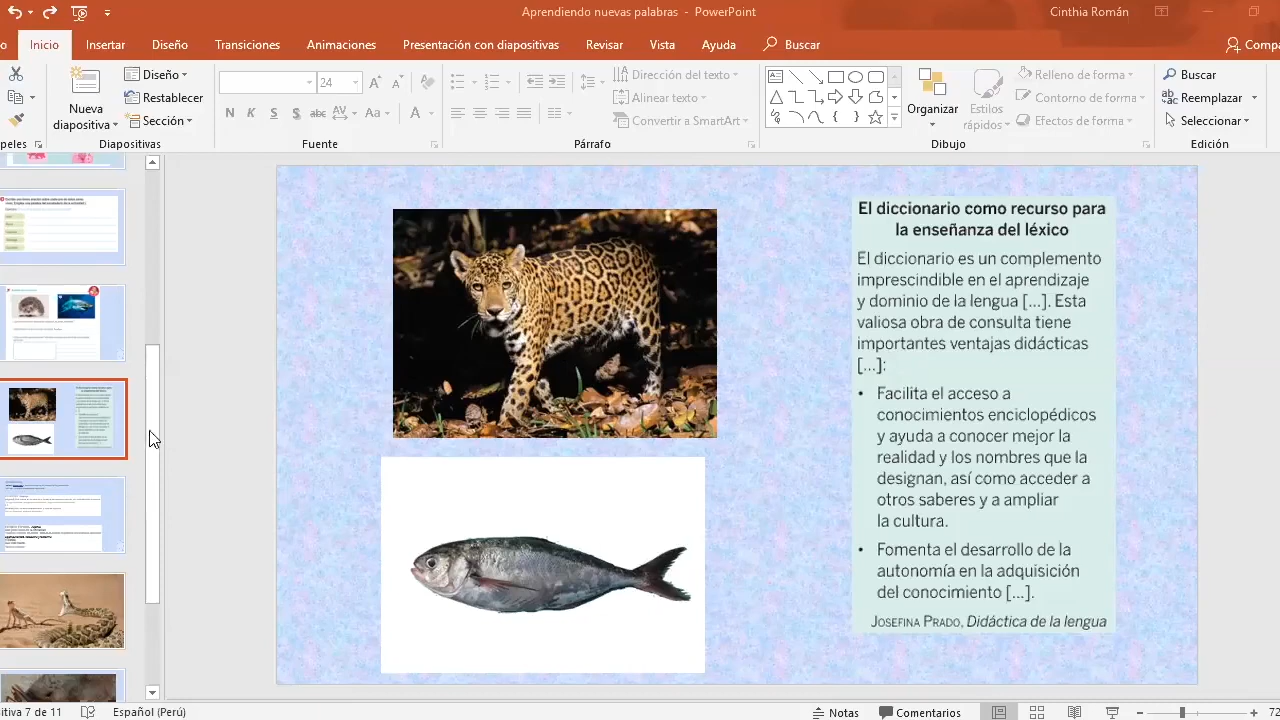 Aprendiendo nuevas palabras - PowerPoint
Cinthia Román
Inicio
Insertar
Diseño
Transiciones
Animaciones
Presentación con diapositivas
Revisar
Vista
Ayuda
Buscar
Nueva
diapositiva
Diseño
Restablecer
Sección
Diapositivas
24
N K S S abc AV Aa A
Fuente
Párrafo
Dirección del texto
Alinear texto
Convertir a SmartArt
Organizar
Estilos
rápidos
Relleno de forma
Contorno de forma
Efectos de forma
Dibujo
Buscar
Reemplazar
Seleccionar
Edición
El diccionario como recurso para
la enseñanza del léxico
El diccionario es un complemento
imprescindible en el aprendizaje
y dominio de la lengua [...]. Esta
valiosa obra de consulta tiene
importantes ventajas didácticas
[...].
• Facilita el acceso a
conocimientos enciclopédicos
y ayuda a conocer mejor la
realidad y los nombres que la
designan, así como acceder a
otros saberes y a ampliar
la cultura.
• Fomenta el desarrollo de la
autonomía en la adquisición
del conocimiento [...].
Josefina Prado, Didáctica de la lengua
7 de 11
Español (Perú)
Notas
Comentarios